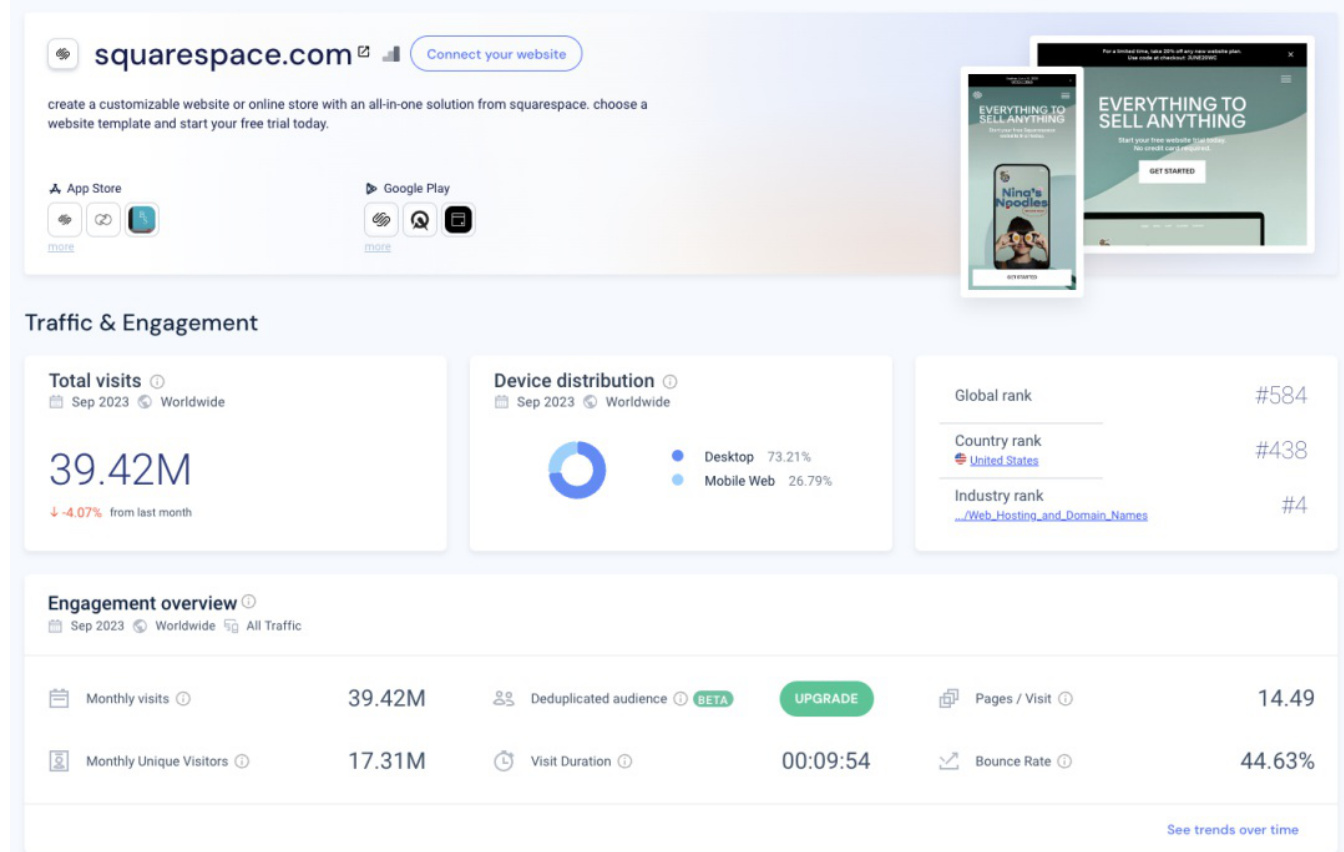 squarespace.com
Connect your website
create a customizable website or online store with an all-in-one solution from squarespace. choose a
website template and start your free trial today.
App Store
Google Play
more
more
For a limited time, take 20% off any new website plan.
Use code at checkout: JUNE20WC
EVERYTHING TO
SELL ANYTHING
Start your free website trial today.
No credit card required.
GET STARTED
EVERYTHING TO
SELL ANYTHING
Nina's
Noodles
GET STARTED
Traffic & Engagement
Total visits
Sep 2023 Worldwide
39.42M
-4.07% from last month
Device distribution
Sep 2023 Worldwide
Desktop 73.21%
Mobile Web 26.79%
Global rank #584
Country rank
United States
#438
Industry rank
.../Web_Hosting_and_Domain_Names
#4
Engagement overview
Sep 2023 Worldwide All Traffic
Monthly visits 39.42M
Deduplicated audience BETA UPGRADE
Pages / Visit 14.49
Monthly Unique Visitors 17.31M
Visit Duration 00:09:54
Bounce Rate 44.63%
See trends over time